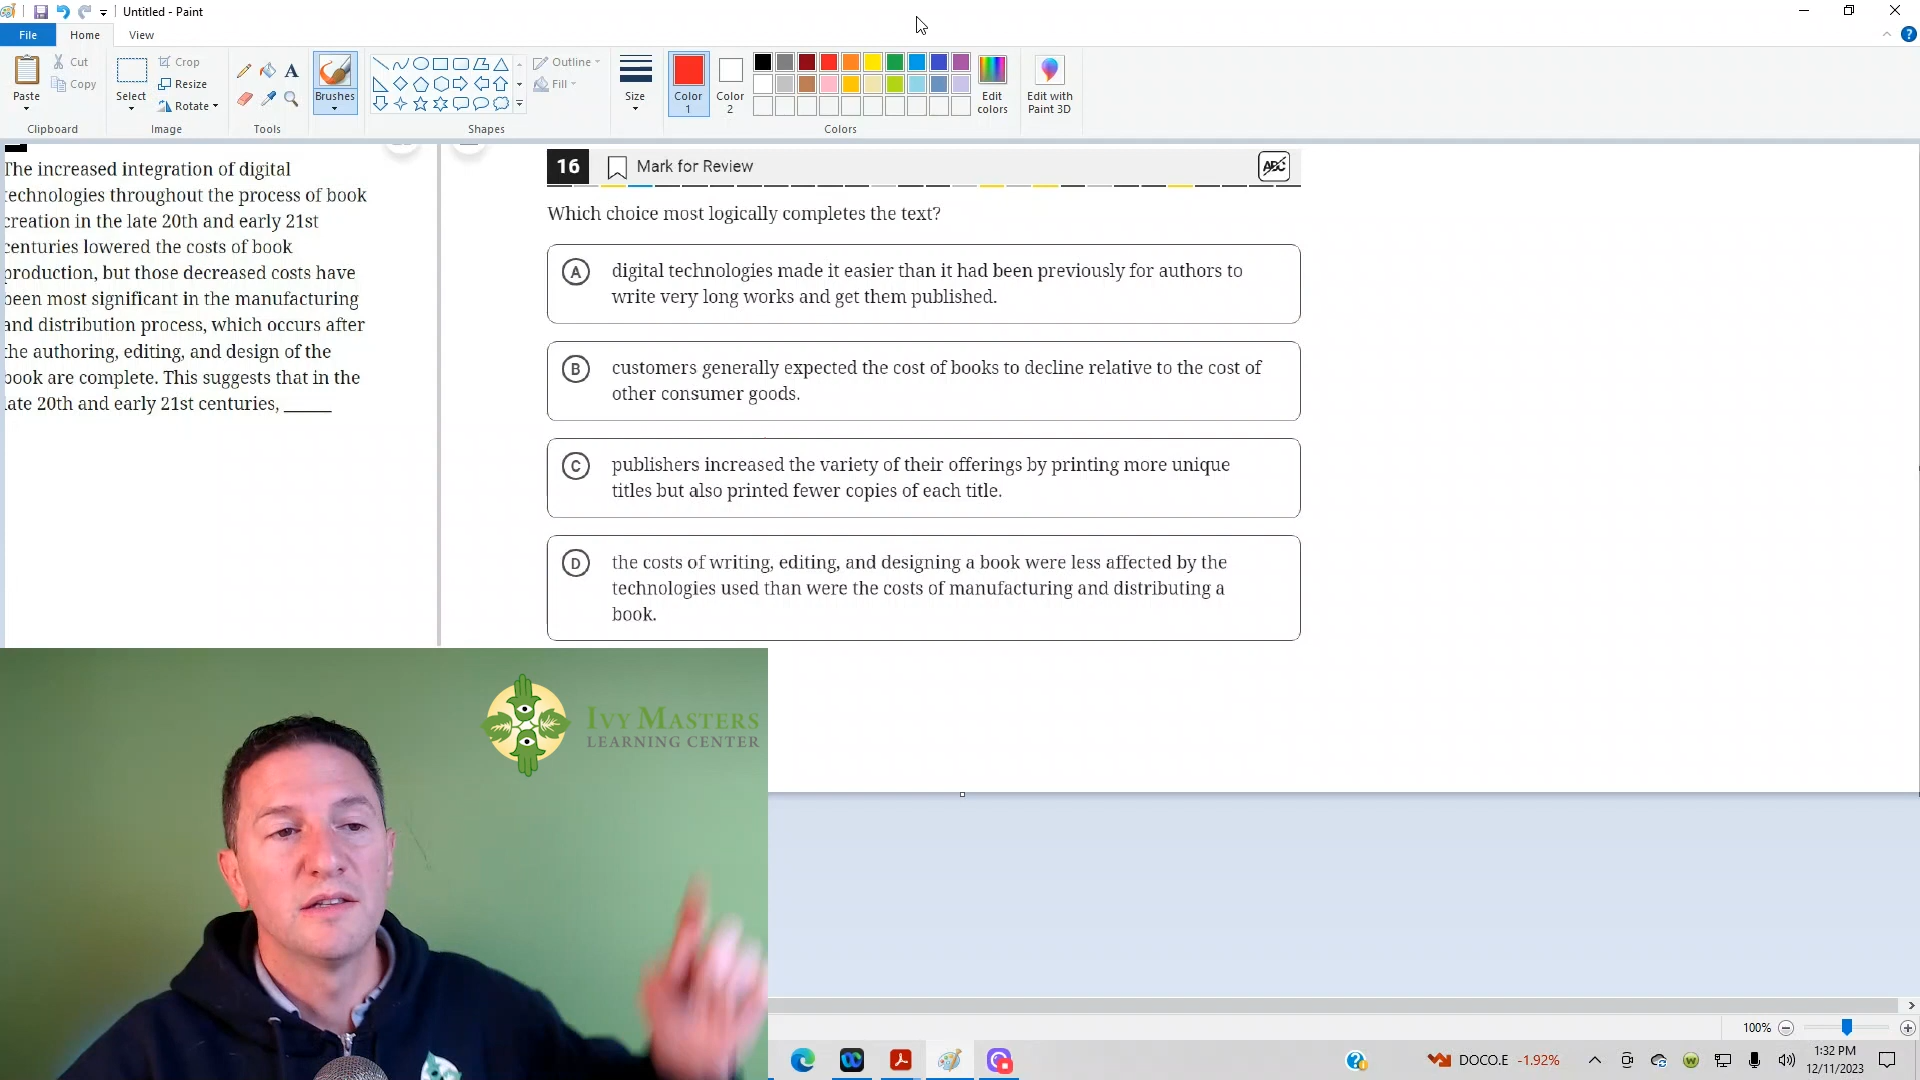 Untitled - Paint
File
Home
View
Paste
Cut
Copy
Clipboard
Select
Crop
Resize
Rotate
Image
A
Tools
Brushes
Shapes
Outline
Fill
Size
Color 1
Color 2
Colors
Edit colors
Edit with Paint 3D
The increased integration of digital
technologies throughout the process of book
creation in the late 20th and early 21st
centuries lowered the costs of book
production, but those decreased costs have
been most significant in the manufacturing
and distribution process, which occurs after
the authoring, editing, and design of the
book are complete. This suggests that in the
late 20th and early 21st centuries, ______
16 Mark for Review ABC
Which choice most logically completes the text?
A digital technologies made it easier than it had been previously for authors to
write very long works and get them published.
B customers generally expected the cost of books to decline relative to the cost of
other consumer goods.
C publishers increased the variety of their offerings by printing more unique
titles but also printed fewer copies of each title.
D the costs of writing, editing, and designing a book were less affected by the
technologies used than were the costs of manufacturing and distributing a
book.
IVY MASTERS
LEARNING CENTER
100%
DOCO.E -1.92%
1:32 PM
12/11/2023